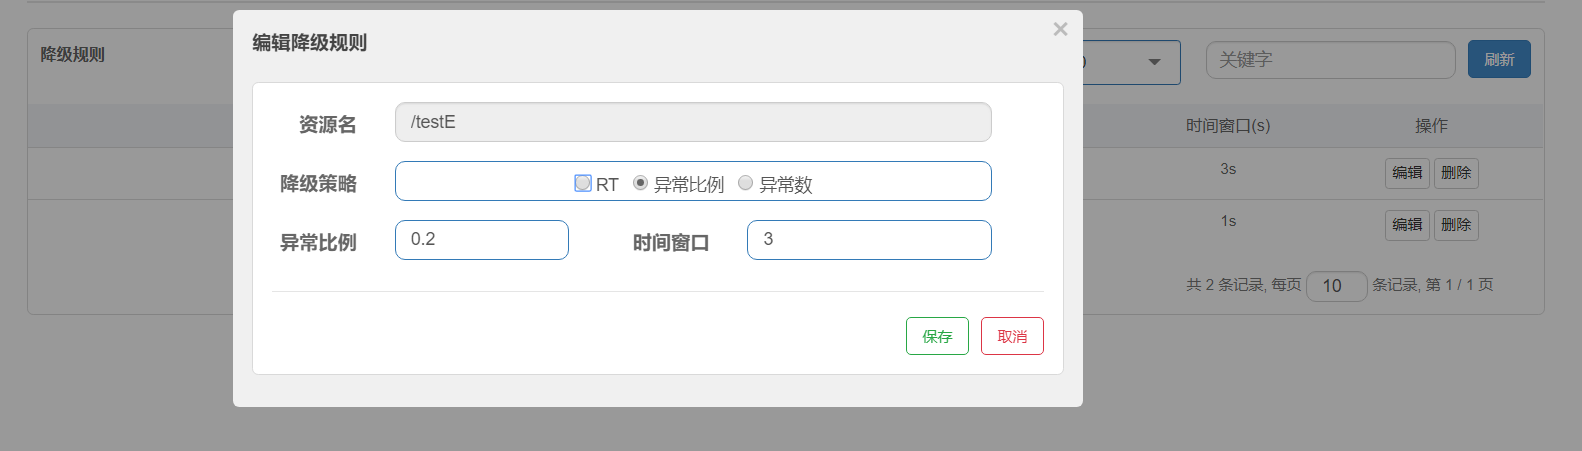 编辑降级规则
×
降级规则
)
关键字
刷新
资源名
/testE
时间窗口(s)
操作
降级策略
RT
异常比例
异常数
3s
编辑
删除
异常比例
0.2
时间窗口
3
1s
编辑
删除
共 2 条记录, 每页
10
条记录, 第 1 / 1 页
保存
取消